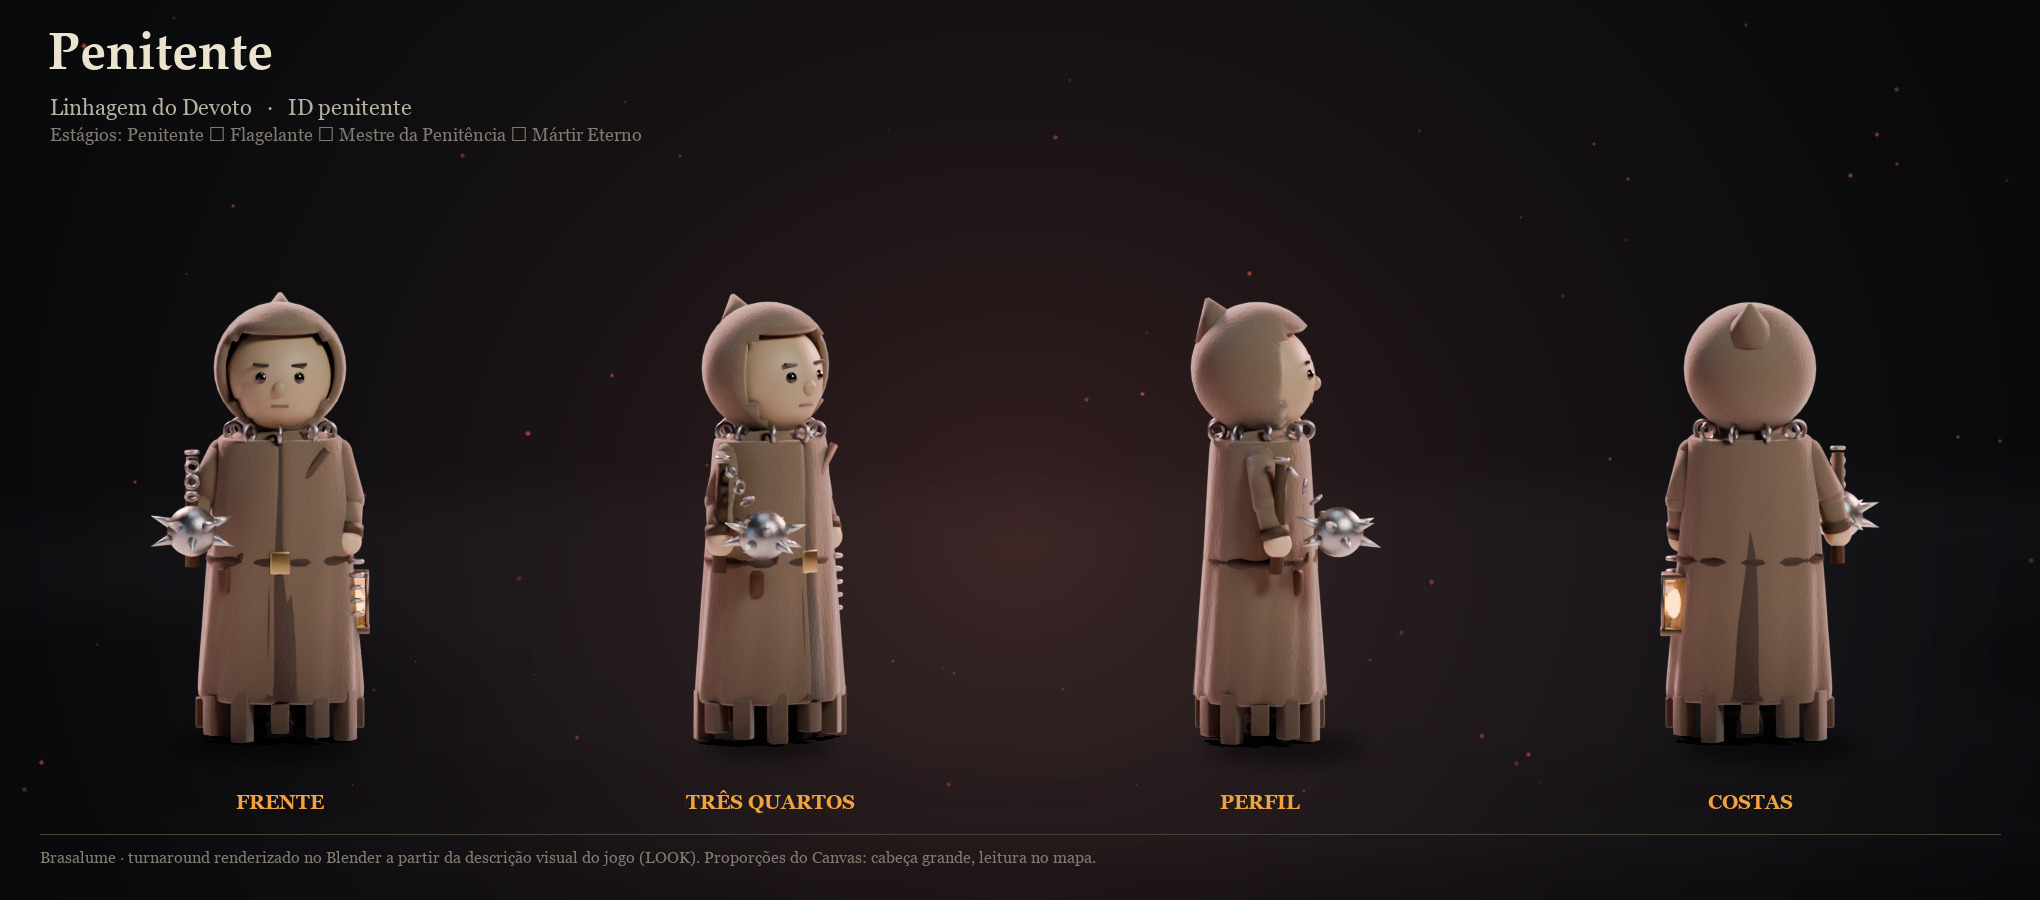 Penitente
Linhagem do Devoto · ID penitente
Estágios: Penitente □ Flagelante □ Mestre da Penitência □ Mártir Eterno
FRENTE
TRÊS QUARTOS
PERFIL
COSTAS
Brasalume · turnaround renderizado no Blender a partir da descrição visual do jogo (LOOK). Proporções do Canvas: cabeça grande, leitura no mapa.